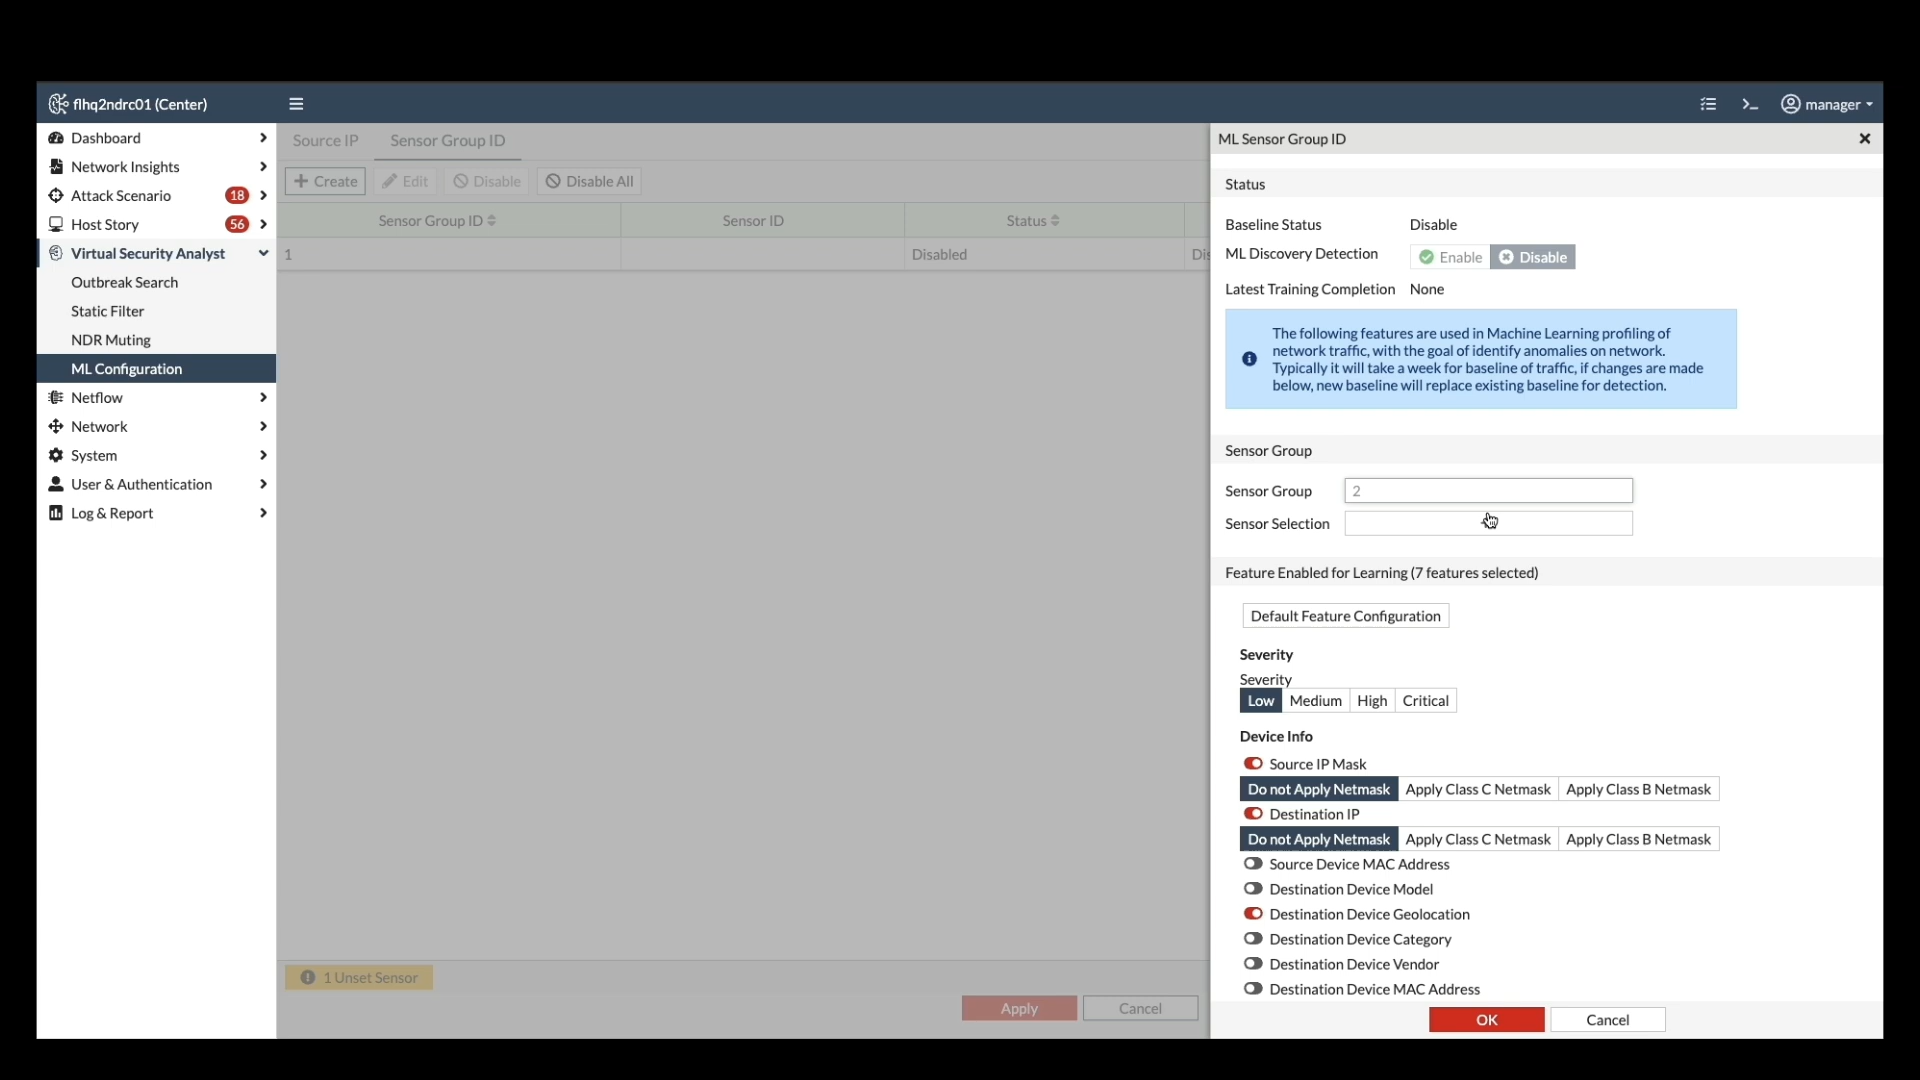 flhq2ndrc01 (Center)
manager
Dashboard
Network Insights
Attack Scenario 18
Host Story 56
Virtual Security Analyst
Outbreak Search
Static Filter
NDR Muting
ML Configuration
Netflow
Network
System
User & Authentication
Log & Report
Source IP Sensor Group ID
Create Edit Disable Disable All
Sensor Group ID Sensor ID Status
1 Disabled Dis
1 Unset Sensor
Apply Cancel
ML Sensor Group ID
Status
Baseline Status Disable
ML Discovery Detection Enable Disable
Latest Training Completion None
The following features are used in Machine Learning profiling of
network traffic, with the goal of identify anomalies on network.
Typically it will take a week for baseline of traffic, if changes are made
below, new baseline will replace existing baseline for detection.
Sensor Group
Sensor Group 2
Sensor Selection
Feature Enabled for Learning (7 features selected)
Default Feature Configuration
Severity
Severity
Low Medium High Critical
Device Info
Source IP Mask
Do not Apply Netmask Apply Class C Netmask Apply Class B Netmask
Destination IP
Do not Apply Netmask Apply Class C Netmask Apply Class B Netmask
Source Device MAC Address
Destination Device Model
Destination Device Geolocation
Destination Device Category
Destination Device Vendor
Destination Device MAC Address
OK Cancel